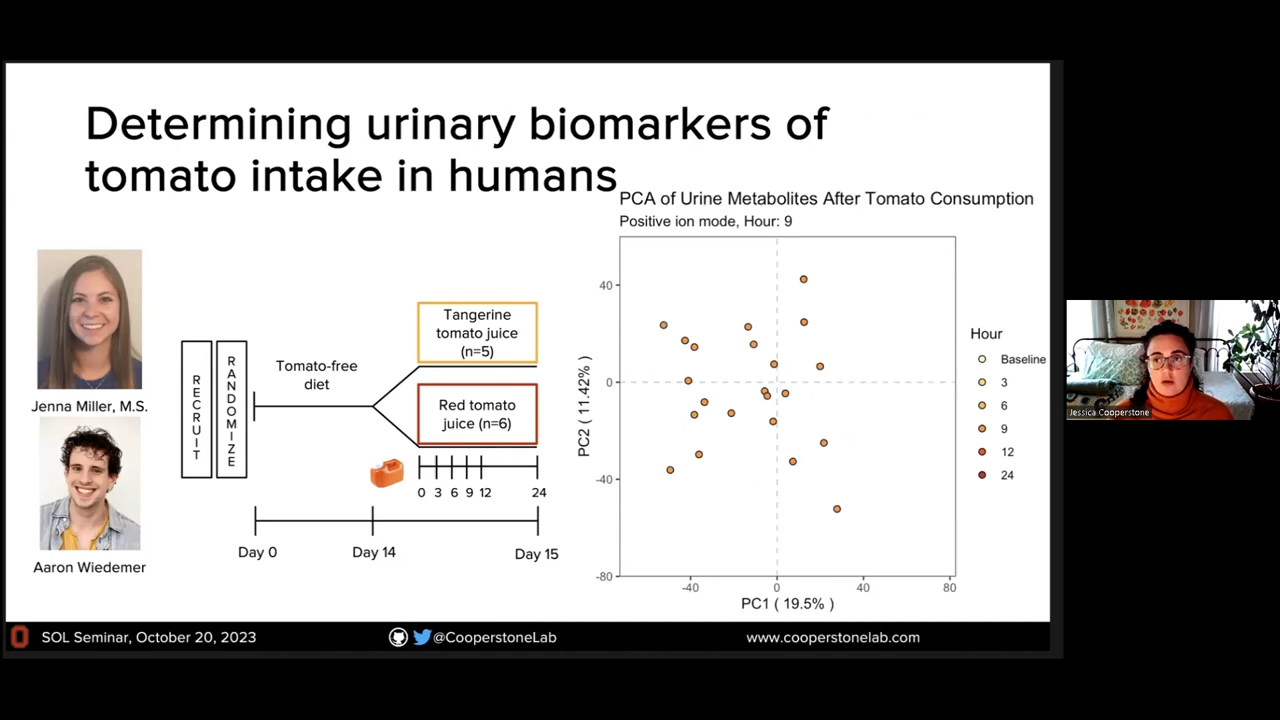 Determining urinary biomarkers of
tomato intake in humans
PCA of Urine Metabolites After Tomato Consumption
Positive ion mode, Hour: 9
Jenna Miller, M.S.
Aaron Wiedemer
RECRUIT
RANDOMIZE
Tomato-free
diet
Tangerine
tomato juice
(n=5)
Red tomato
juice (n=6)
0 3 6 9 12 24
Day 0 Day 14 Day 15
PC2 ( 11.42% )
40
0
-40
-80
-40 0 40 80
PC1 ( 19.5% )
Hour
Baseline
3
6
9
12
24
Jessica Cooperstone
O SOL Seminar, October 20, 2023 @CooperstoneLab www.cooperstonelab.com